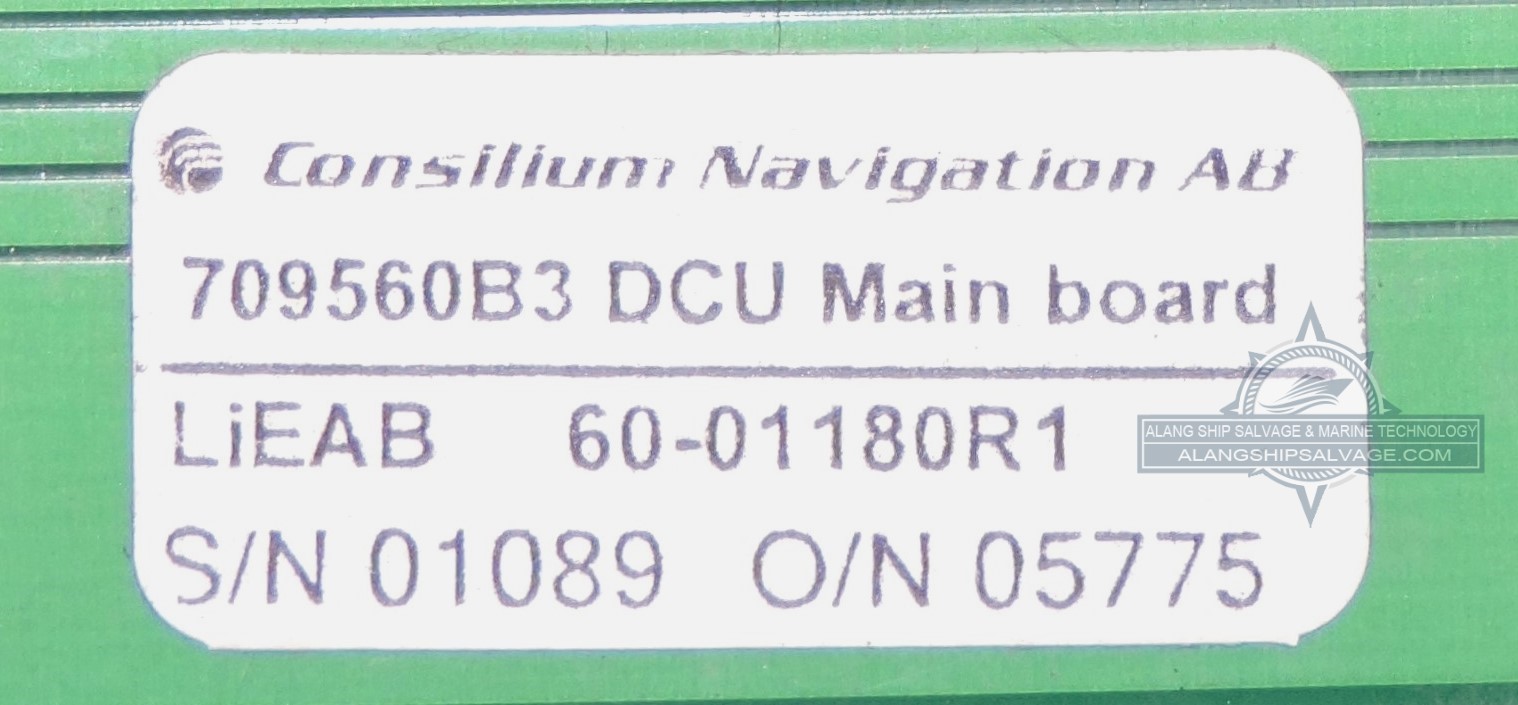 Consilium Navigation AB
709560B3 DCU Main board
LiEAB 60-01180R1
S/N 01089 O/N 05775
ALANG SHIP SALVAGE & MARINE TECHNOLOGY
ALANGSHIPSALVAGE.COM